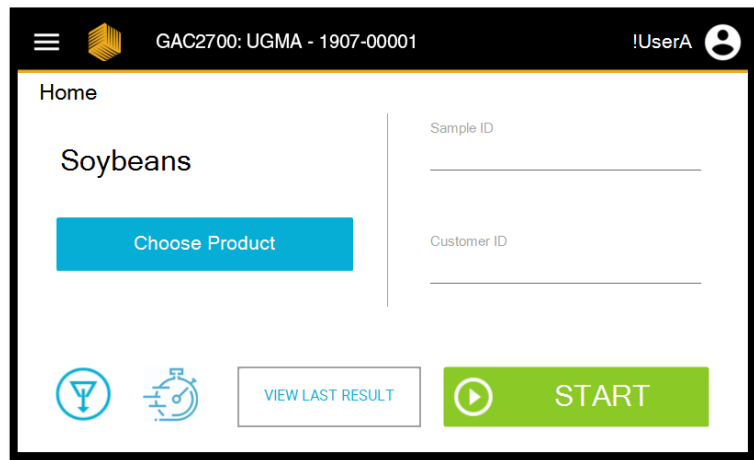 GAC2700: UGMA - 1907-00001
!UserA
Home
Soybeans
Choose Product
Sample ID
Customer ID
VIEW LAST RESULT
START